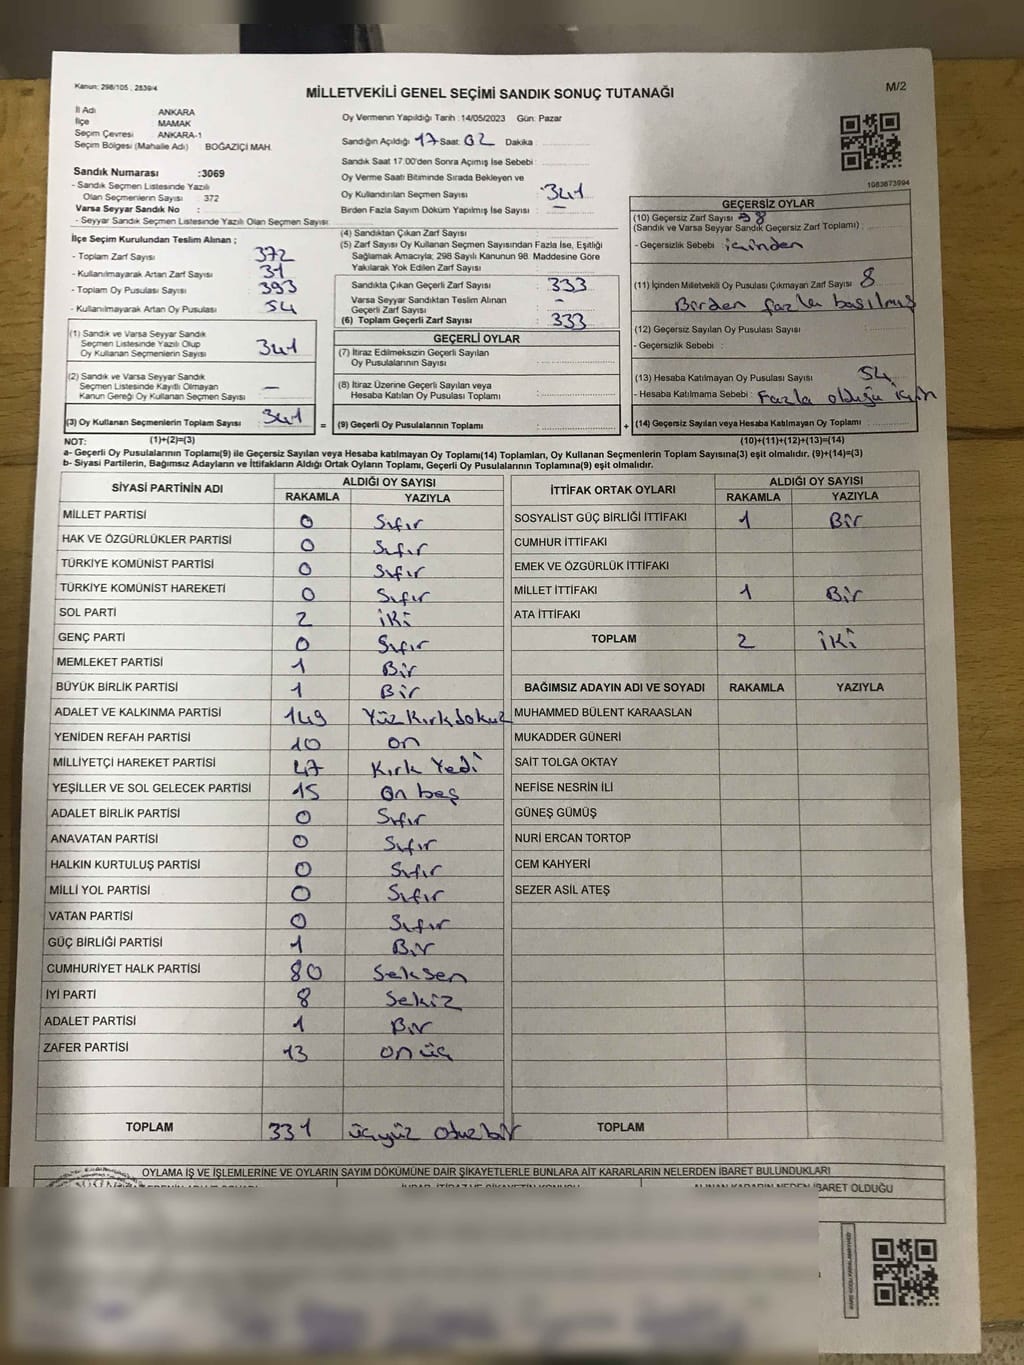 Kanun: 298/105 , 2839/4
M/2
MİLLETVEKİLİ GENEL SEÇİMİ SANDIK SONUÇ TUTANAĞI
İl Adı ANKARA
İlçe MAMAK
Seçim Çevresi ANKARA-1
Seçim Bölgesi (Mahalle Adı) BOĞAZİÇİ MAH.
Sandık Numarası :3069
- Sandık Seçmen Listesinde Yazılı
Olan Seçmenlerin Sayısı 372
Varsa Seyyar Sandık No :
- Seyyar Sandık Seçmen Listesinde Yazılı Olan Seçmen Sayısı:
Oy Vermenin Yapıldığı Tarih :14/05/2023 Gün: Pazar
Sandığın Açıldığı 17 Saat 02 Dakika
Sandık Saat 17:00'den Sonra Açılmış İse Sebebi :
Oy Verme Saati Bitiminde Sırada Bekleyen ve
Oy Kullandırılan Seçmen Sayısı : 341
Birden Fazla Sayım Döküm Yapılmış İse Sayısı : –
1983673994
İlçe Seçim Kurulundan Teslim Alınan ;
- Toplam Zarf Sayısı 372
- Kullanılmayarak Artan Zarf Sayısı 31
- Toplam Oy Pusulası Sayısı 393
- Kullanılmayarak Artan Oy Pusulası 54
(1) Sandık ve Varsa Seyyar Sandık
Seçmen Listesinde Yazılı Olup
Oy Kullanan Seçmenlerin Sayısı 341
(2) Sandık ve Varsa Seyyar Sandık
Seçmen Listesinde Kayıtlı Olmayan
Kanun Gereği Oy Kullanan Seçmen Sayısı –
(3) Oy Kullanan Seçmenlerin Toplam Sayısı 341
(4) Sandıktan Çıkan Zarf Sayısı :
(5) Zarf Sayısı Oy Kullanan Seçmen Sayısından Fazla İse, Eşitliği
Sağlamak Amacıyla; 298 Sayılı Kanunun 98. Maddesine Göre
Yakılarak Yok Edilen Zarf Sayısı :
Sandıkta Çıkan Geçerli Zarf Sayısı : 333
Varsa Seyyar Sandıktan Teslim Alınan
Geçerli Zarf Sayısı : –
(6) Toplam Geçerli Zarf Sayısı : 333
GEÇERLİ OYLAR
(7) İtiraz Edilmeksizin Geçerli Sayılan
Oy Pusulalarının Sayısı :
(8) İtiraz Üzerine Geçerli Sayılan veya
Hesaba Katılan Oy Pusulası Toplamı :
= (9) Geçerli Oy Pusulalarının Toplamı : +
GEÇERSİZ OYLAR
(10) Geçersiz Zarf Sayısı 8
(Sandık ve Varsa Seyyar Sandık Geçersiz Zarf Toplamı) :
- Geçersizlik Sebebi : içinden
(11) İçinden Milletvekili Oy Pusulası Çıkmayan Zarf Sayısı 8
Birden fazla basılmış
(12) Geçersiz Sayılan Oy Pusulası Sayısı :
- Geçersizlik Sebebi :
(13) Hesaba Katılmayan Oy Pusulası Sayısı 54
- Hesaba Katılmama Sebebi : Fazla olduğu için
(14) Geçersiz Sayılan veya Hesaba Katılmayan Oy Toplamı :
NOT: (1)+(2)=(3) (10)+(11)+(12)+(13)=(14)
a- Geçerli Oy Pusulasının Toplamı(9) ile Geçersiz Sayılan veya Hesaba Katılmayan Oy Toplamı(14) Toplamları, Oy Kullanan Seçmenlerin Toplam Sayısına(3) eşit olmalıdır. (9)+(14)=(3)
b- Siyasi Partilerin, Bağımsız Adayların ve İttifakların Aldığı Ortak Oyların Toplamı, Geçerli Oy Pusulalarının Toplamına(9) eşit olmalıdır.
SİYASİ PARTİNİN ADI ALDIĞI OY SAYISI
RAKAMLA YAZIYLA
MİLLET PARTİSİ 0 Sıfır
HAK VE ÖZGÜRLÜKLER PARTİSİ 0 Sıfır
TÜRKİYE KOMÜNİST PARTİSİ 0 Sıfır
TÜRKİYE KOMÜNİST HAREKETİ 0 Sıfır
SOL PARTİ 2 iki
GENÇ PARTİ 0 Sıfır
MEMLEKET PARTİSİ 1 Bir
BÜYÜK BİRLİK PARTİSİ 1 Bir
ADALET VE KALKINMA PARTİSİ 149 Yüzkırkdokuz
YENİDEN REFAH PARTİSİ 10 on
MİLLİYETÇİ HAREKET PARTİSİ 47 Kırk Yedi
YEŞİLLER VE SOL GELECEK PARTİSİ 15 On beş
ADALET BİRLİK PARTİSİ 0 Sıfır
ANAVATAN PARTİSİ 0 Sıfır
HALKIN KURTULUŞ PARTİSİ 0 Sıfır
MİLLİ YOL PARTİSİ 0 Sıfır
VATAN PARTİSİ 0 Sıfır
GÜÇ BİRLİĞİ PARTİSİ 1 Bir
CUMHURİYET HALK PARTİSİ 80 Seksen
İYİ PARTİ 8 Sekiz
ADALET PARTİSİ 1 Bir
ZAFER PARTİSİ 13 on üç
TOPLAM 331 üçyüz otuzbir
İTTİFAK ORTAK OYLARI ALDIĞI OY SAYISI
RAKAMLA YAZIYLA
SOSYALİST GÜÇ BİRLİĞİ İTTİFAKI 1 Bir
CUMHUR İTTİFAKI
EMEK VE ÖZGÜRLÜK İTTİFAKI
MİLLET İTTİFAKI 1 Bir
ATA İTTİFAKI
TOPLAM 2 iki
BAĞIMSIZ ADAYIN ADI VE SOYADI RAKAMLA YAZIYLA
MUHAMMED BÜLENT KARAASLAN
MUKADDER GÜNERİ
SAİT TOLGA OKTAY
NEFİSE NESRİN İLİ
GÜNEŞ GÜMÜŞ
NURİ ERCAN TORTOP
CEM KAHYERİ
SEZER ASİL ATEŞ
TOPLAM
OYLAMA İŞ VE İŞLEMLERİNE VE OYLARIN SAYIM DÖKÜMÜNE DAİR ŞİKAYETLERLE BUNLARA AİT KARARLARIN NELERDEN İBARET BULUNDUKLARI
ALINAN KARARIN NEDEN İBARET OLDUĞU